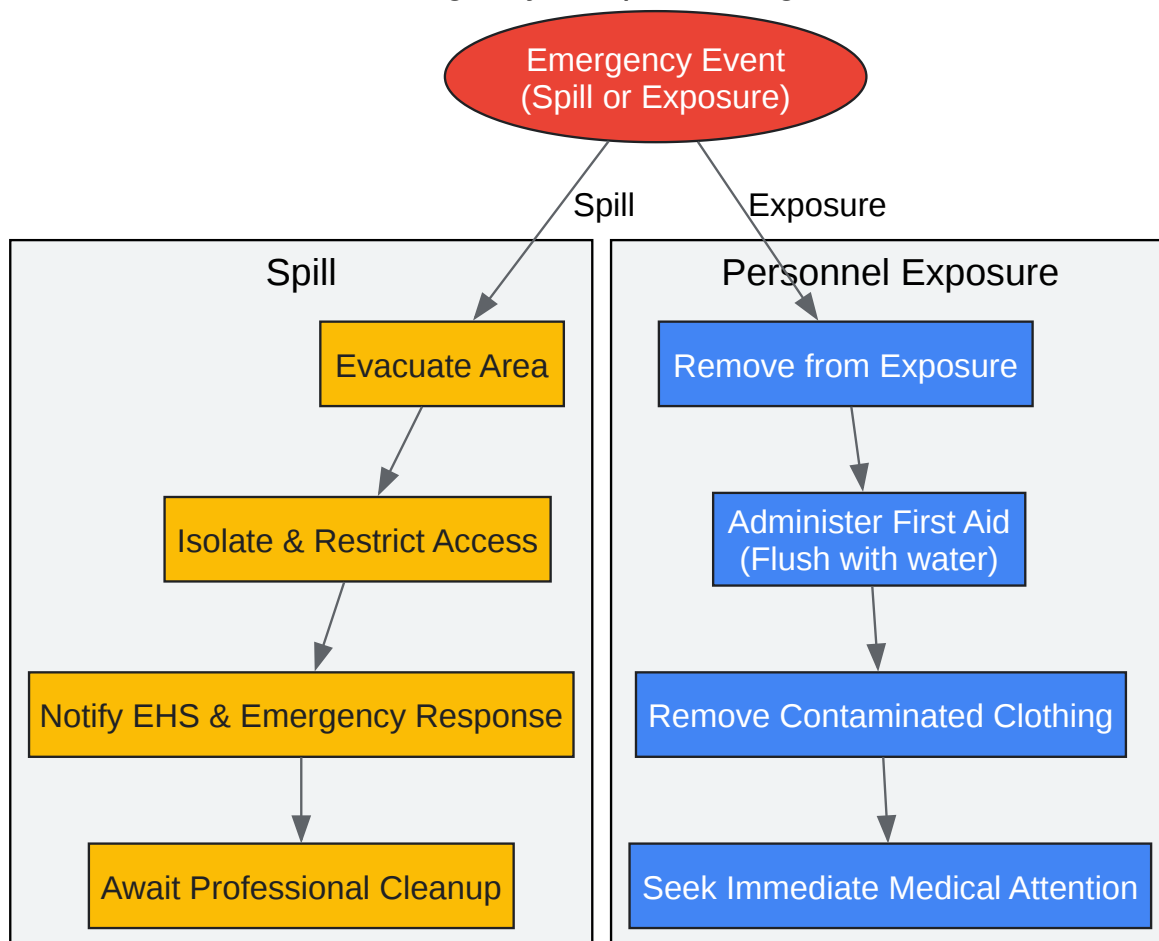 Emergency Event
(Spill or Exposure)
Spill
Exposure
Spill
Evacuate Area
Isolate & Restrict Access
Notify EHS & Emergency Response
Await Professional Cleanup
Personnel Exposure
Remove from Exposure
Administer First Aid
(Flush with water)
Remove Contaminated Clothing
Seek Immediate Medical Attention